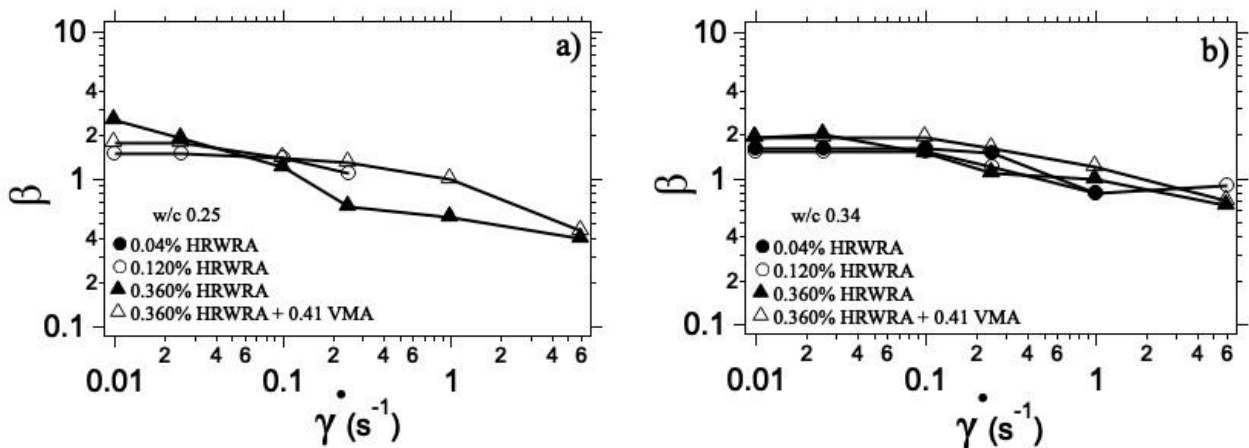 a)
10
4
2
1
4
2
0.1
β
w/c 0.25
0.04% HRWRA
0.120% HRWRA
0.360% HRWRA
0.360% HRWRA + 0.41 VMA
2 4 6 2 4 6 2 4 6
0.01 0.1 1
γ̇ (s⁻¹)
b)
10
4
2
1
4
2
0.1
β
w/c 0.34
0.04% HRWRA
0.120% HRWRA
0.360% HRWRA
0.360% HRWRA + 0.41 VMA
2 4 6 2 4 6 2 4 6
0.01 0.1 1
γ̇ (s⁻¹)